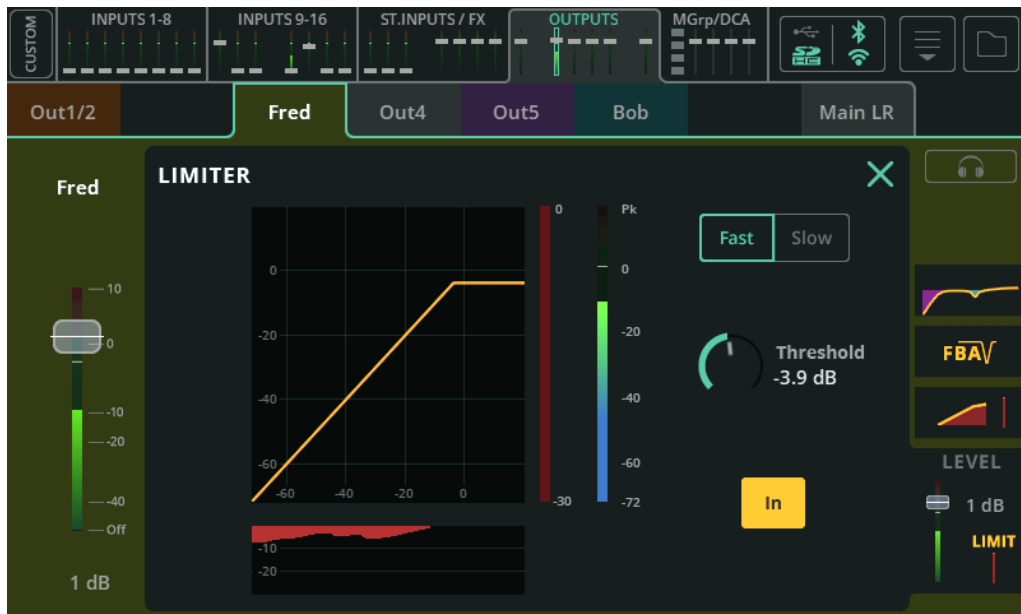 CUSTOM
INPUTS 1-8
INPUTS 9-16
ST.INPUTS / FX
OUTPUTS
MGrp/DCA
SD
HC
Out1/2
Fred
Out4
Out5
Bob
Main LR
Fred
LIMITER
10
0
-10
-20
-40
Off
1 dB
0
-20
-40
-60
-60
-40
-20
0
-10
-20
0
-30
Pk
0
-20
-40
-60
-72
Fast
Slow
Threshold
-3.9 dB
In
FBA
LEVEL
1 dB
LIMIT